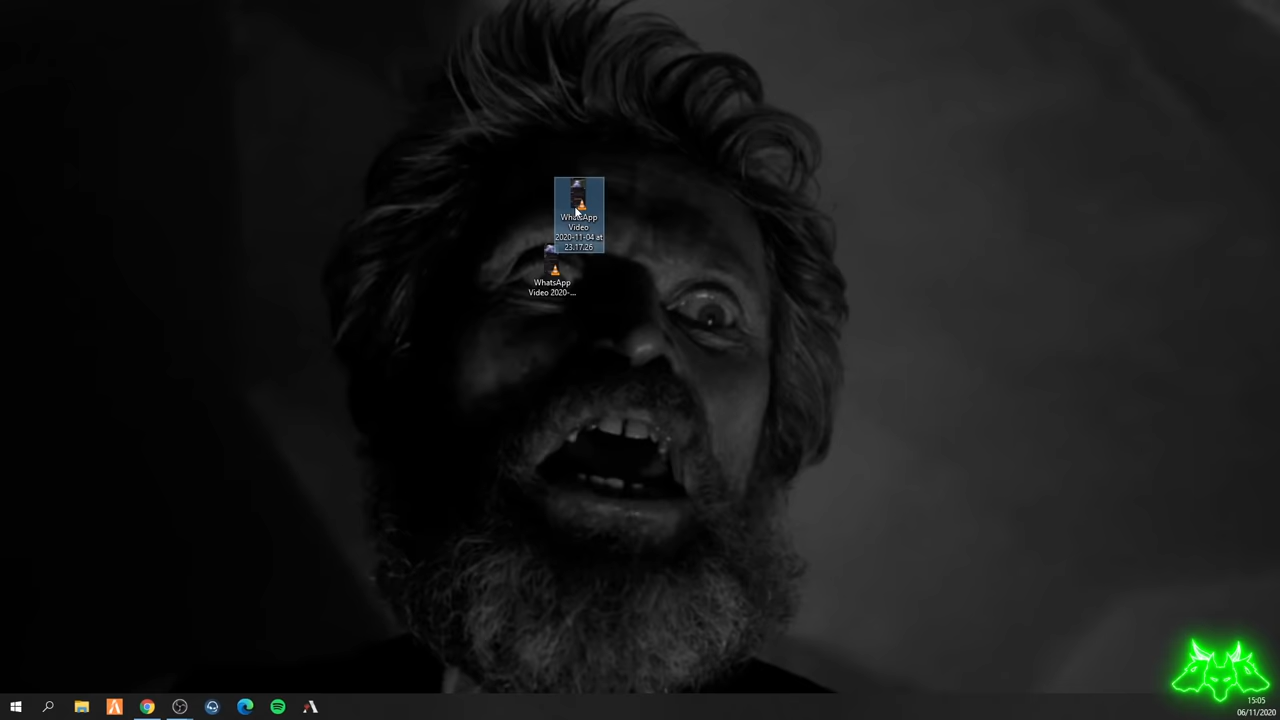 WhatsApp
Video
2020-11-04 at
23.17.26
WhatsApp
Video 2020-...
15:05
06/11/2020